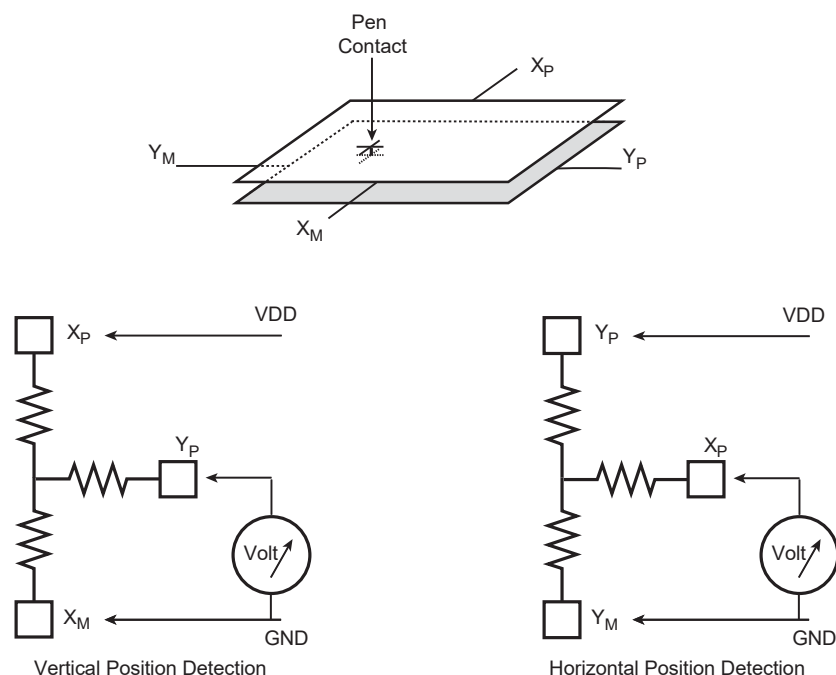 Pen
Contact
X_P
Y_M
Y_P
X_M
VDD
X_P
Y_P
Volt
X_M
GND
Vertical Position Detection
VDD
Y_P
X_P
Volt
Y_M
GND
Horizontal Position Detection